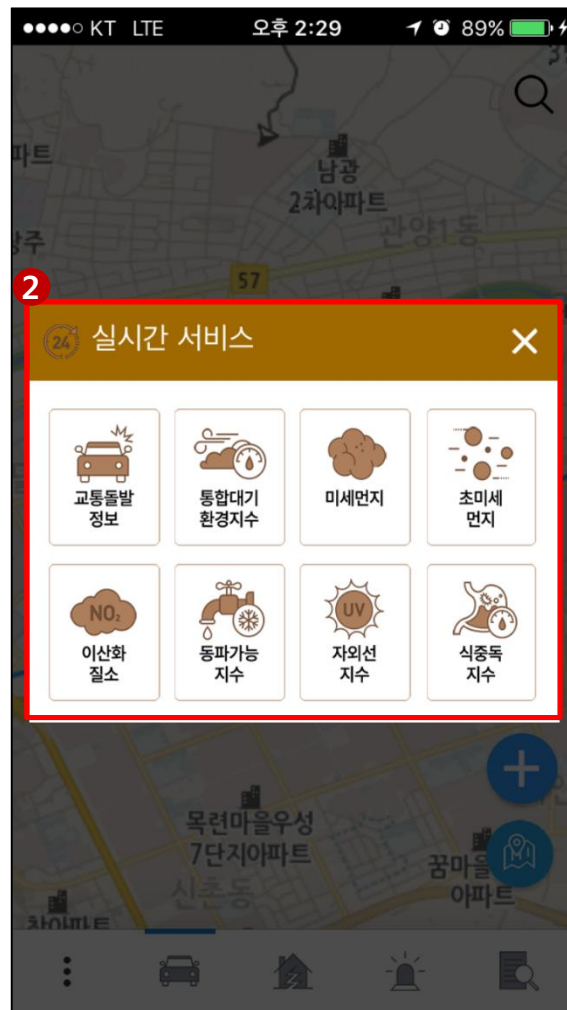 KT LTE 오후 2:29 89%
파트
남광
2차아파트
관양1동
57
2
24 실시간 서비스
교통돌발
정보
통합대기
환경지수
미세먼지
초미세
먼지
NO₂
이산화
질소
동파가능
지수
UV
자외선
지수
식중독
지수
목련마을우성
7단지아파트
신촌동
꿈마을
아파트